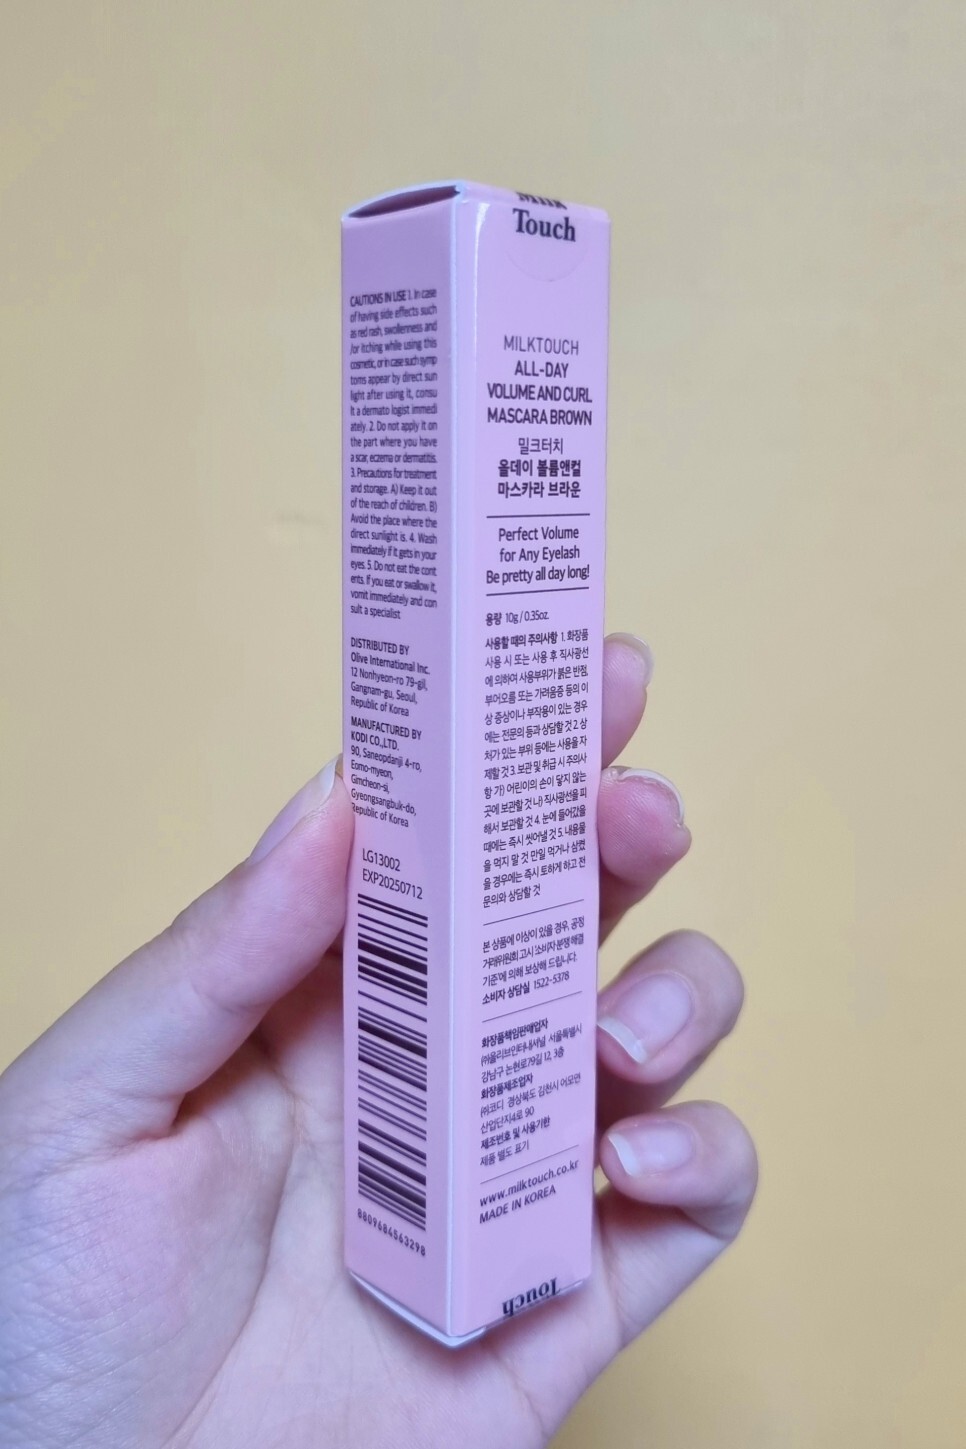 CAUTIONS IN USE 1. In case
of having side effects such
as red rash, swollenness and
/or itching while using this
cosmetic, or in case such symp
toms appear by direct sun
light after using it, consu
lt a dermato logist immedi
ately. 2. Do not apply it on
the part where you have
a scar, eczema or dermatitis.
3. Precautions for treatment
and storage. A) Keep it out
of the reach of children. B)
Avoid the place where the
direct sunlight is. 4. Wash
immediately if it gets in your
eyes. 5. Do not eat the cont
ents. If you eat or swallow it,
vomit immediately and con
sult a specialist
DISTRIBUTED BY
Olive International Inc.
12 Nonhyeon-ro 79-gil,
Gangnam-gu, Seoul,
Republic of Korea
MANUFACTURED BY
KODI CO.,LTD.
90, Saneopdanji 4-ro,
Eomo-myeon,
Gimcheon-si,
Gyeongsangbuk-do,
Republic of Korea
LG13002
EXP20250712
8809684563298
Milk
Touch
MILKTOUCH
ALL-DAY
VOLUME AND CURL
MASCARA BROWN
밀크터치
올데이 볼륨앤컬
마스카라 브라운
Perfect Volume
for Any Eyelash
Be pretty all day long!
용량 10g / 0.35oz.
사용할 때의 주의사항 1. 화장품
사용 시 또는 사용 후 직사광선
에 의하여 사용부위가 붉은 반점,
부어오름 또는 가려움증 등의 이
상 증상이나 부작용이 있는 경우
에는 전문의 등과 상담할 것 2. 상
처가 있는 부위 등에는 사용을 자
제할 것 3. 보관 및 취급 시 주의사
항 가) 어린이의 손이 닿지 않는
곳에 보관할 것 나) 직사광선을 피
해서 보관할 것 4. 눈에 들어갔을
때에는 즉시 씻어낼 것 5. 내용물
을 먹지 말 것 만일 먹거나 삼켰
을 경우에는 즉시 토하게 하고 전
문의와 상담할 것
본 상품에 이상이 있을 경우, 공정
거래위원회 고시 '소비자 분쟁 해결
기준'에 의해 보상해 드립니다.
소비자 상담실 1522-5378
화장품책임판매업자
㈜올리브인터내셔널 서울특별시
강남구 논현로79길 12, 3층
화장품제조업자
㈜코디 경상북도 김천시 어모면
산업단지4로 90
제조번호 및 사용기한
제품 별도 표기
www.milktouch.co.kr
MADE IN KOREA
Touch